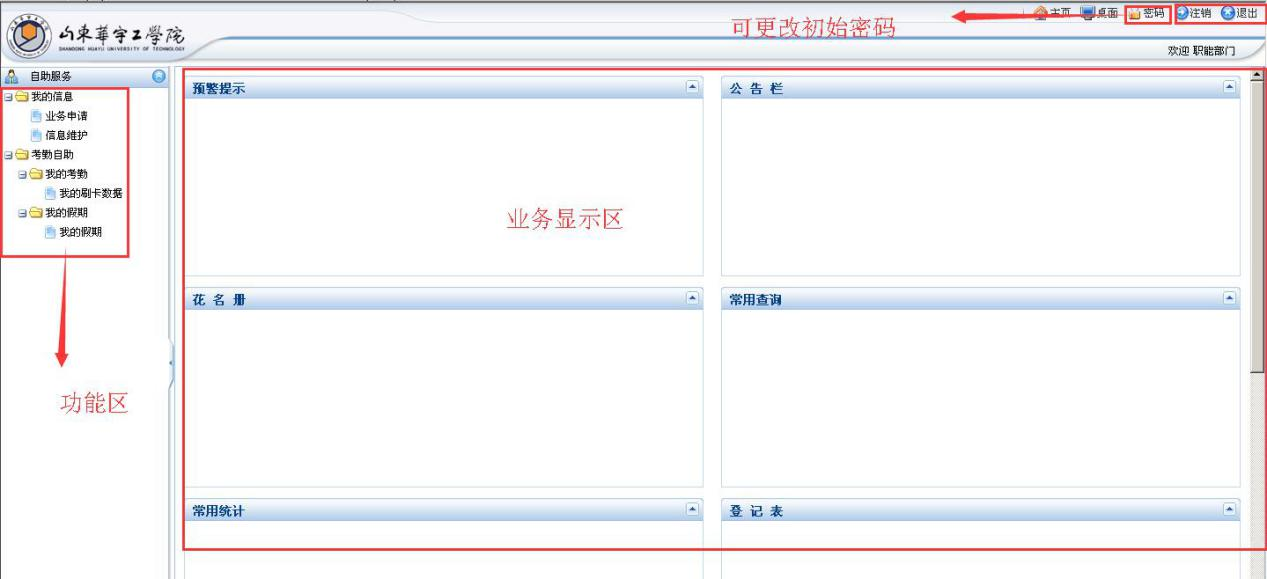 主页 桌面 密码 注销 退出
可更改初始密码
山东华宇工学院
SHANDONG HUAYU UNIVERSITY OF TECHNOLOGY
欢迎 职能部门
自助服务
我的信息
业务申请
信息维护
考勤自助
我的考勤
我的刷卡数据
我的假期
我的假期
功能区
预警提示
公 告 栏
业务显示区
花 名 册
常用查询
常用统计
登 记 表